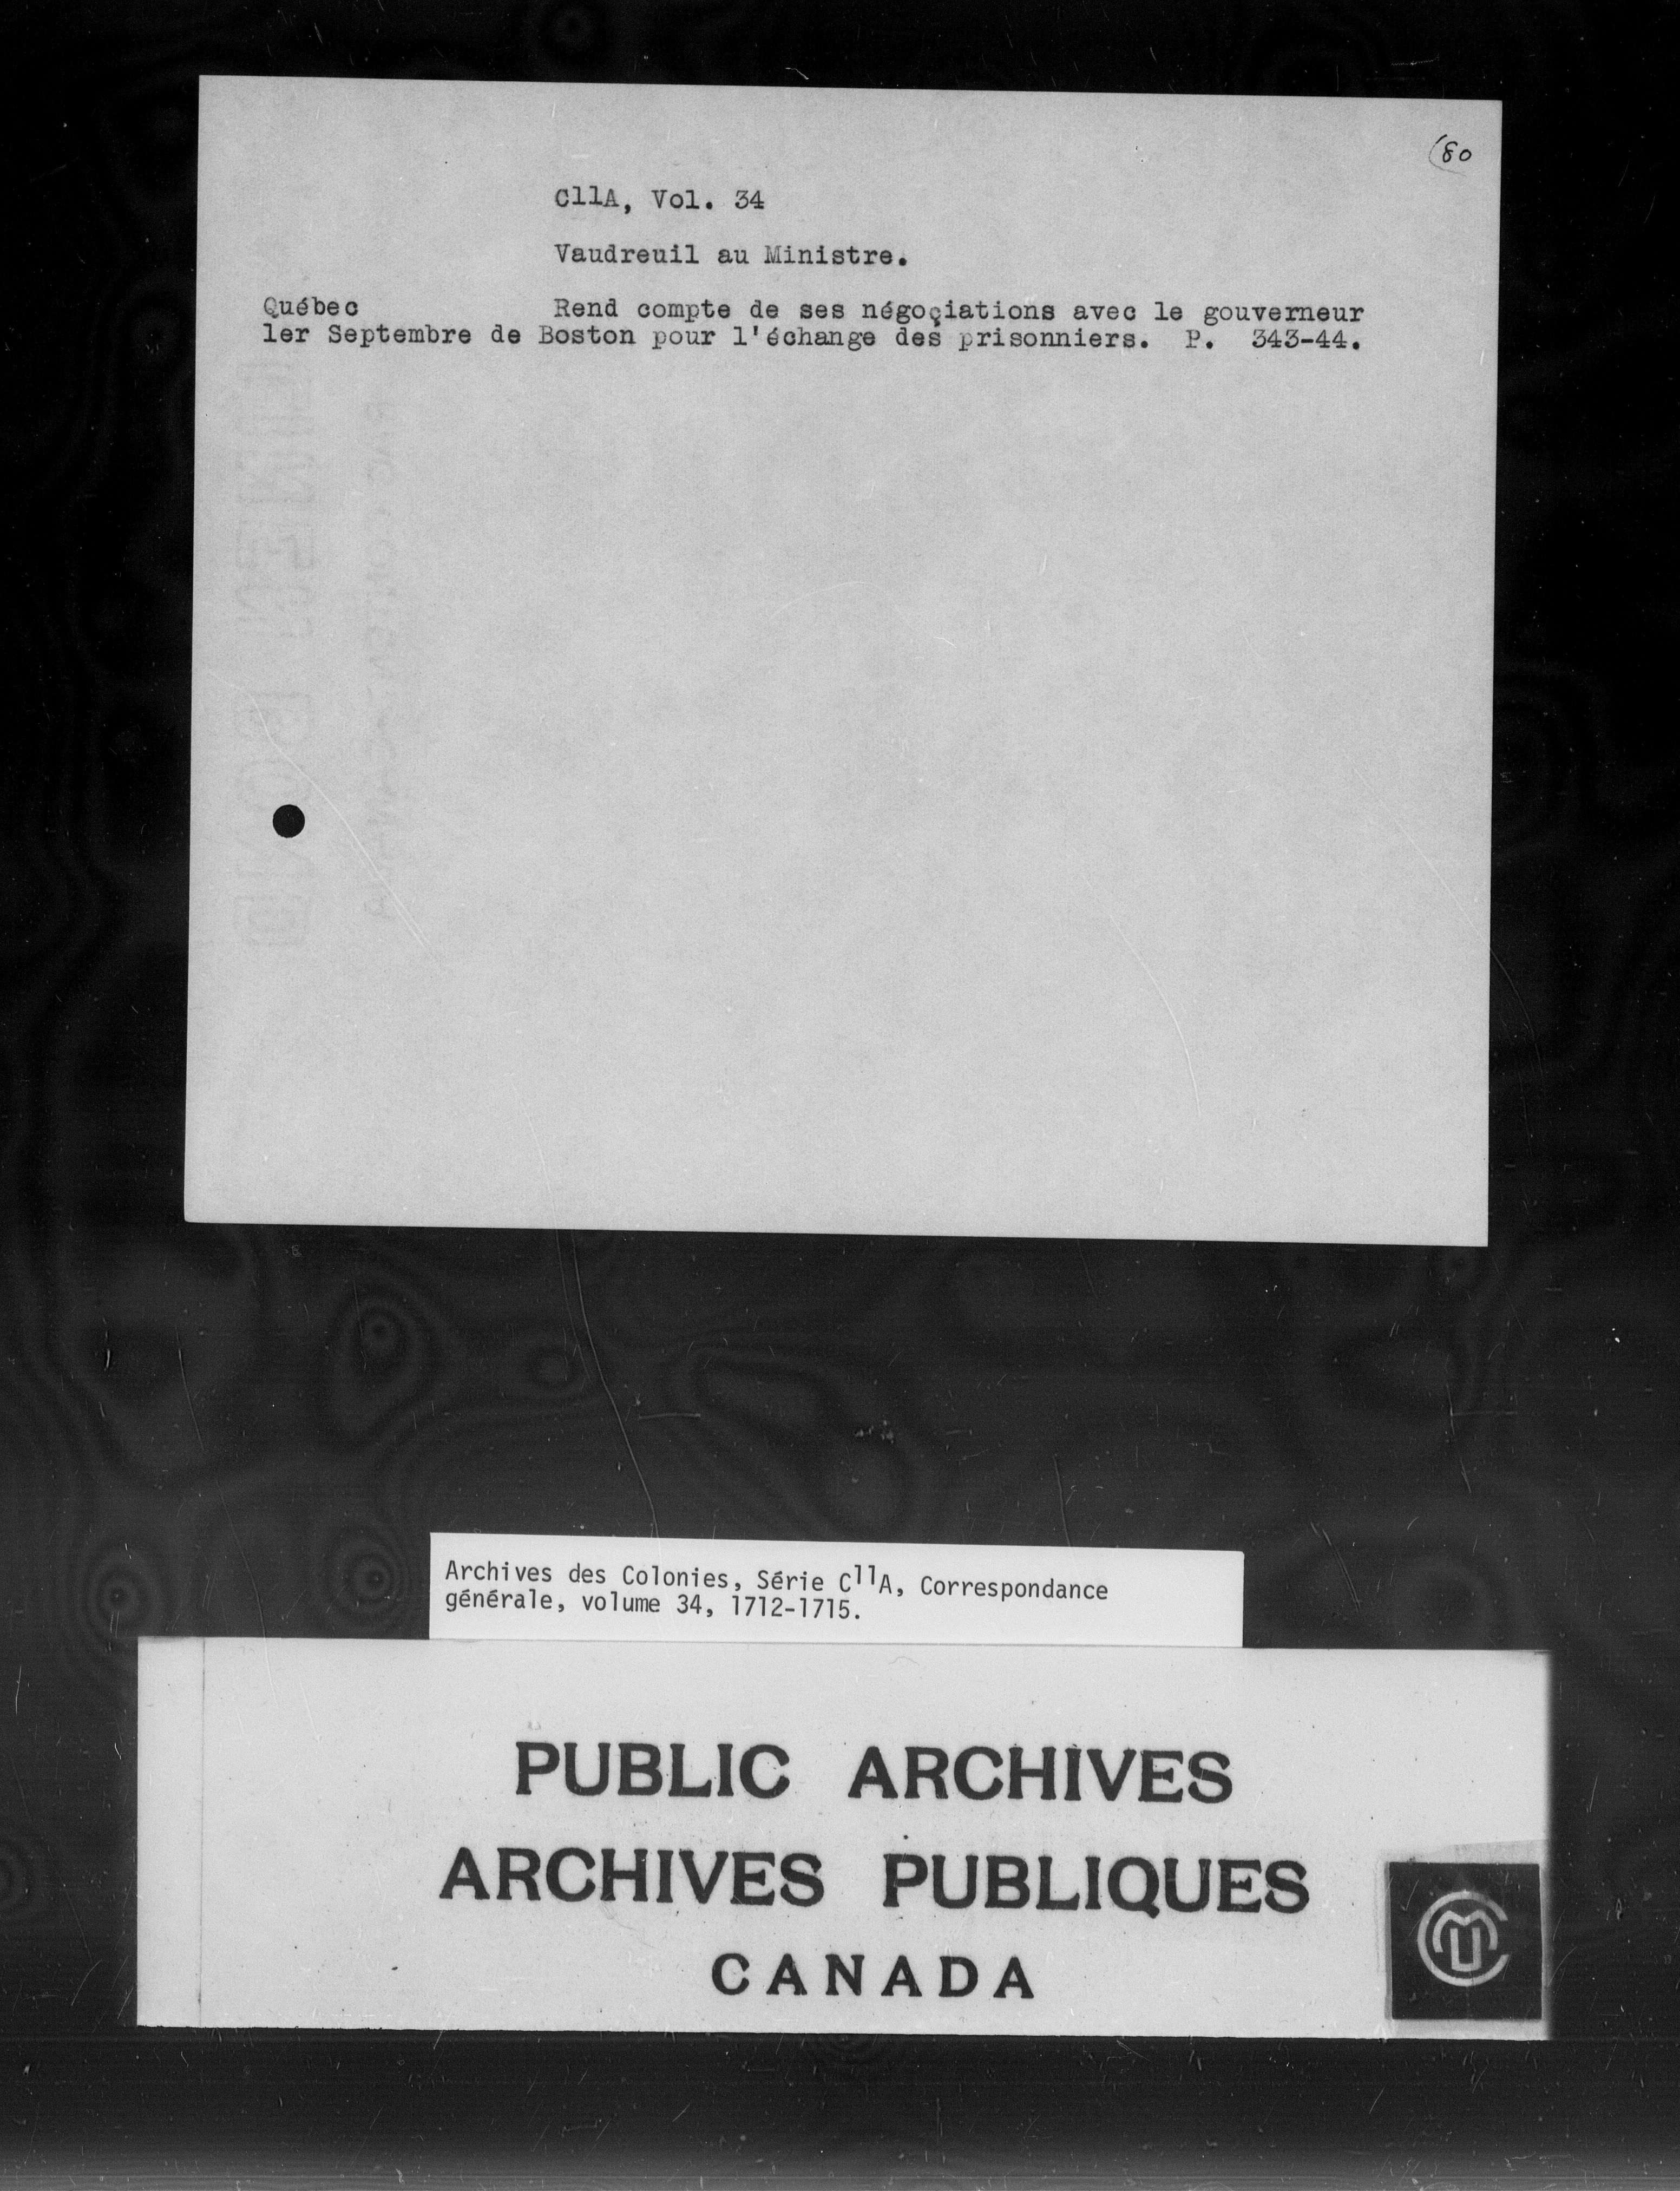 (80
C11A, Vol. 34
Vaudreuil au Ministre.
Québec Rend compte de ses négociations avec le gouverneur
1er Septembre de Boston pour l'échange des prisonniers. P. 343-44.
Archives des Colonies, Série C11A, Correspondance
générale, volume 34, 1712-1715.
PUBLIC ARCHIVES
ARCHIVES PUBLIQUES
CANADA